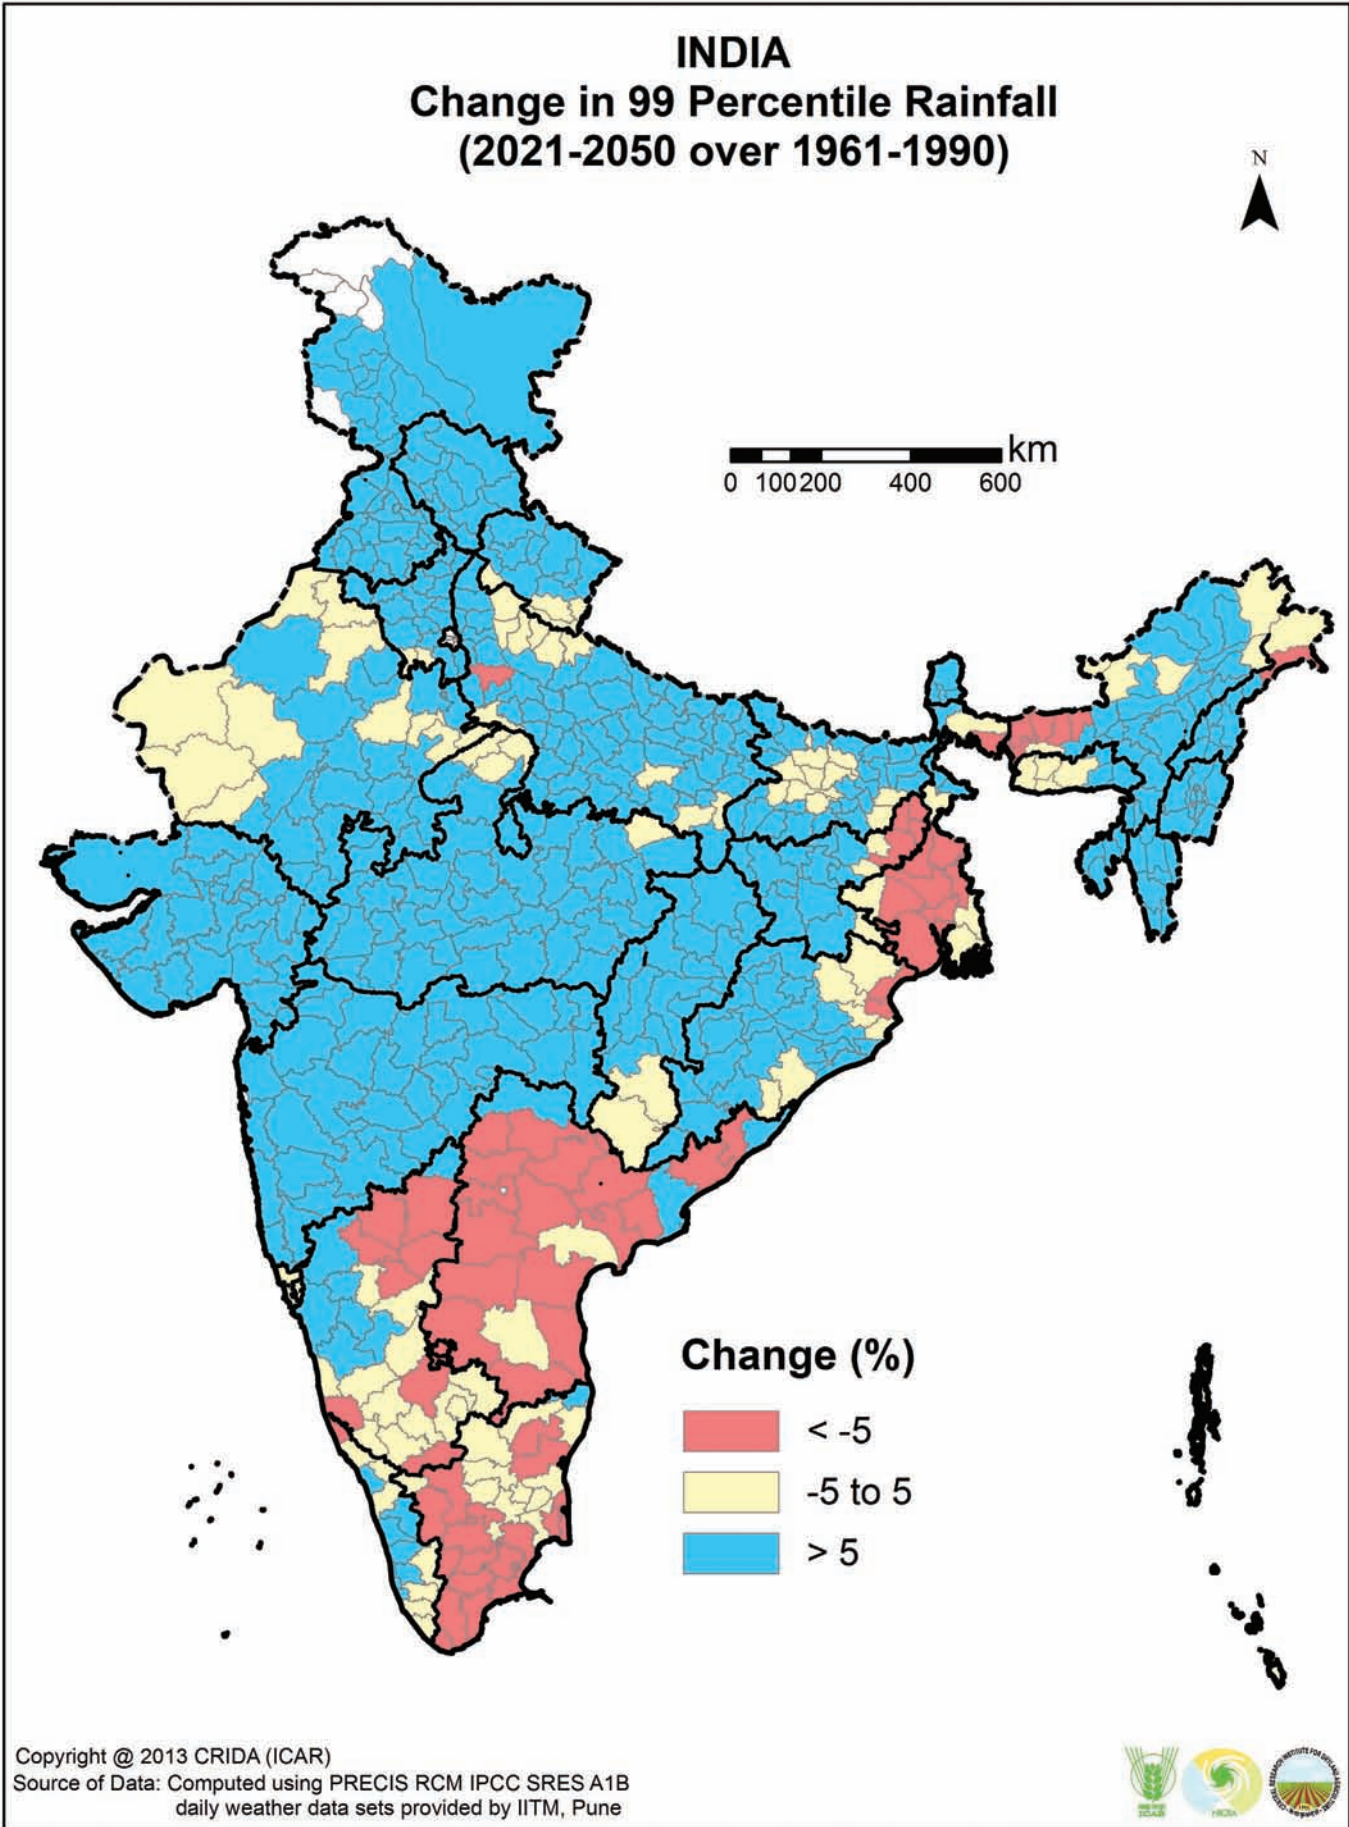 INDIA
Change in 99 Percentile Rainfall
(2021-2050 over 1961-1990)
N
km
0 100 200 400 600
Change (%)
< -5
-5 to 5
> 5
Copyright @ 2013 CRIDA (ICAR)
Source of Data: Computed using PRECIS RCM IPCC SRES A1B
daily weather data sets provided by IITM, Pune